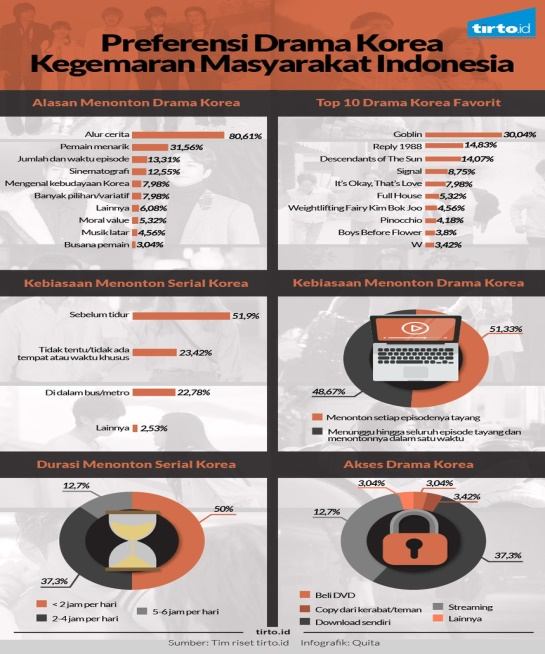 tirto.id
Preferensi Drama Korea
Kegemaran Masyarakat Indonesia
Alasan Menonton Drama Korea
Alur cerita 80,61%
Pemain menarik 31,56%
Jumlah dan waktu episode 13,31%
Sinematografi 12,55%
Mengenal kebudayaan Korea 7,98%
Banyak pilihan/variatif 7,98%
Lainnya 6,08%
Moral value 5,32%
Musik latar 4,56%
Busana pemain 3,04%
Top 10 Drama Korea Favorit
Goblin 30,04%
Reply 1988 14,83%
Descendants of The Sun 14,07%
Signal 8,75%
It's Okay, That's Love 7,98%
Full House 5,32%
Weightlifting Fairy Kim Bok Joo 4,56%
Pinocchio 4,18%
Boys Before Flower 3,8%
W 3,42%
Kebiasaan Menonton Serial Korea
Sebelum tidur 51,9%
Tidak tentu/tidak ada
tempat atau waktu khusus 23,42%
Di dalam bus/metro 22,78%
Lainnya 2,53%
Kebiasaan Menonton Drama Korea
51,33%
48,67%
Menonton setiap episodenya tayang
Menunggu hingga seluruh episode tayang dan
menontonnya dalam satu waktu
Durasi Menonton Serial Korea
12,7%
50%
37,3%
< 2 jam per hari
2-4 jam per hari
5-6 jam per hari
Akses Drama Korea
3,04%
3,04%
3,42%
12,7%
37,3%
Beli DVD
Copy dari kerabat/teman
Download sendiri
Streaming
Lainnya
tirto.id
Sumber: Tim riset tirto.id Infografik: Quita